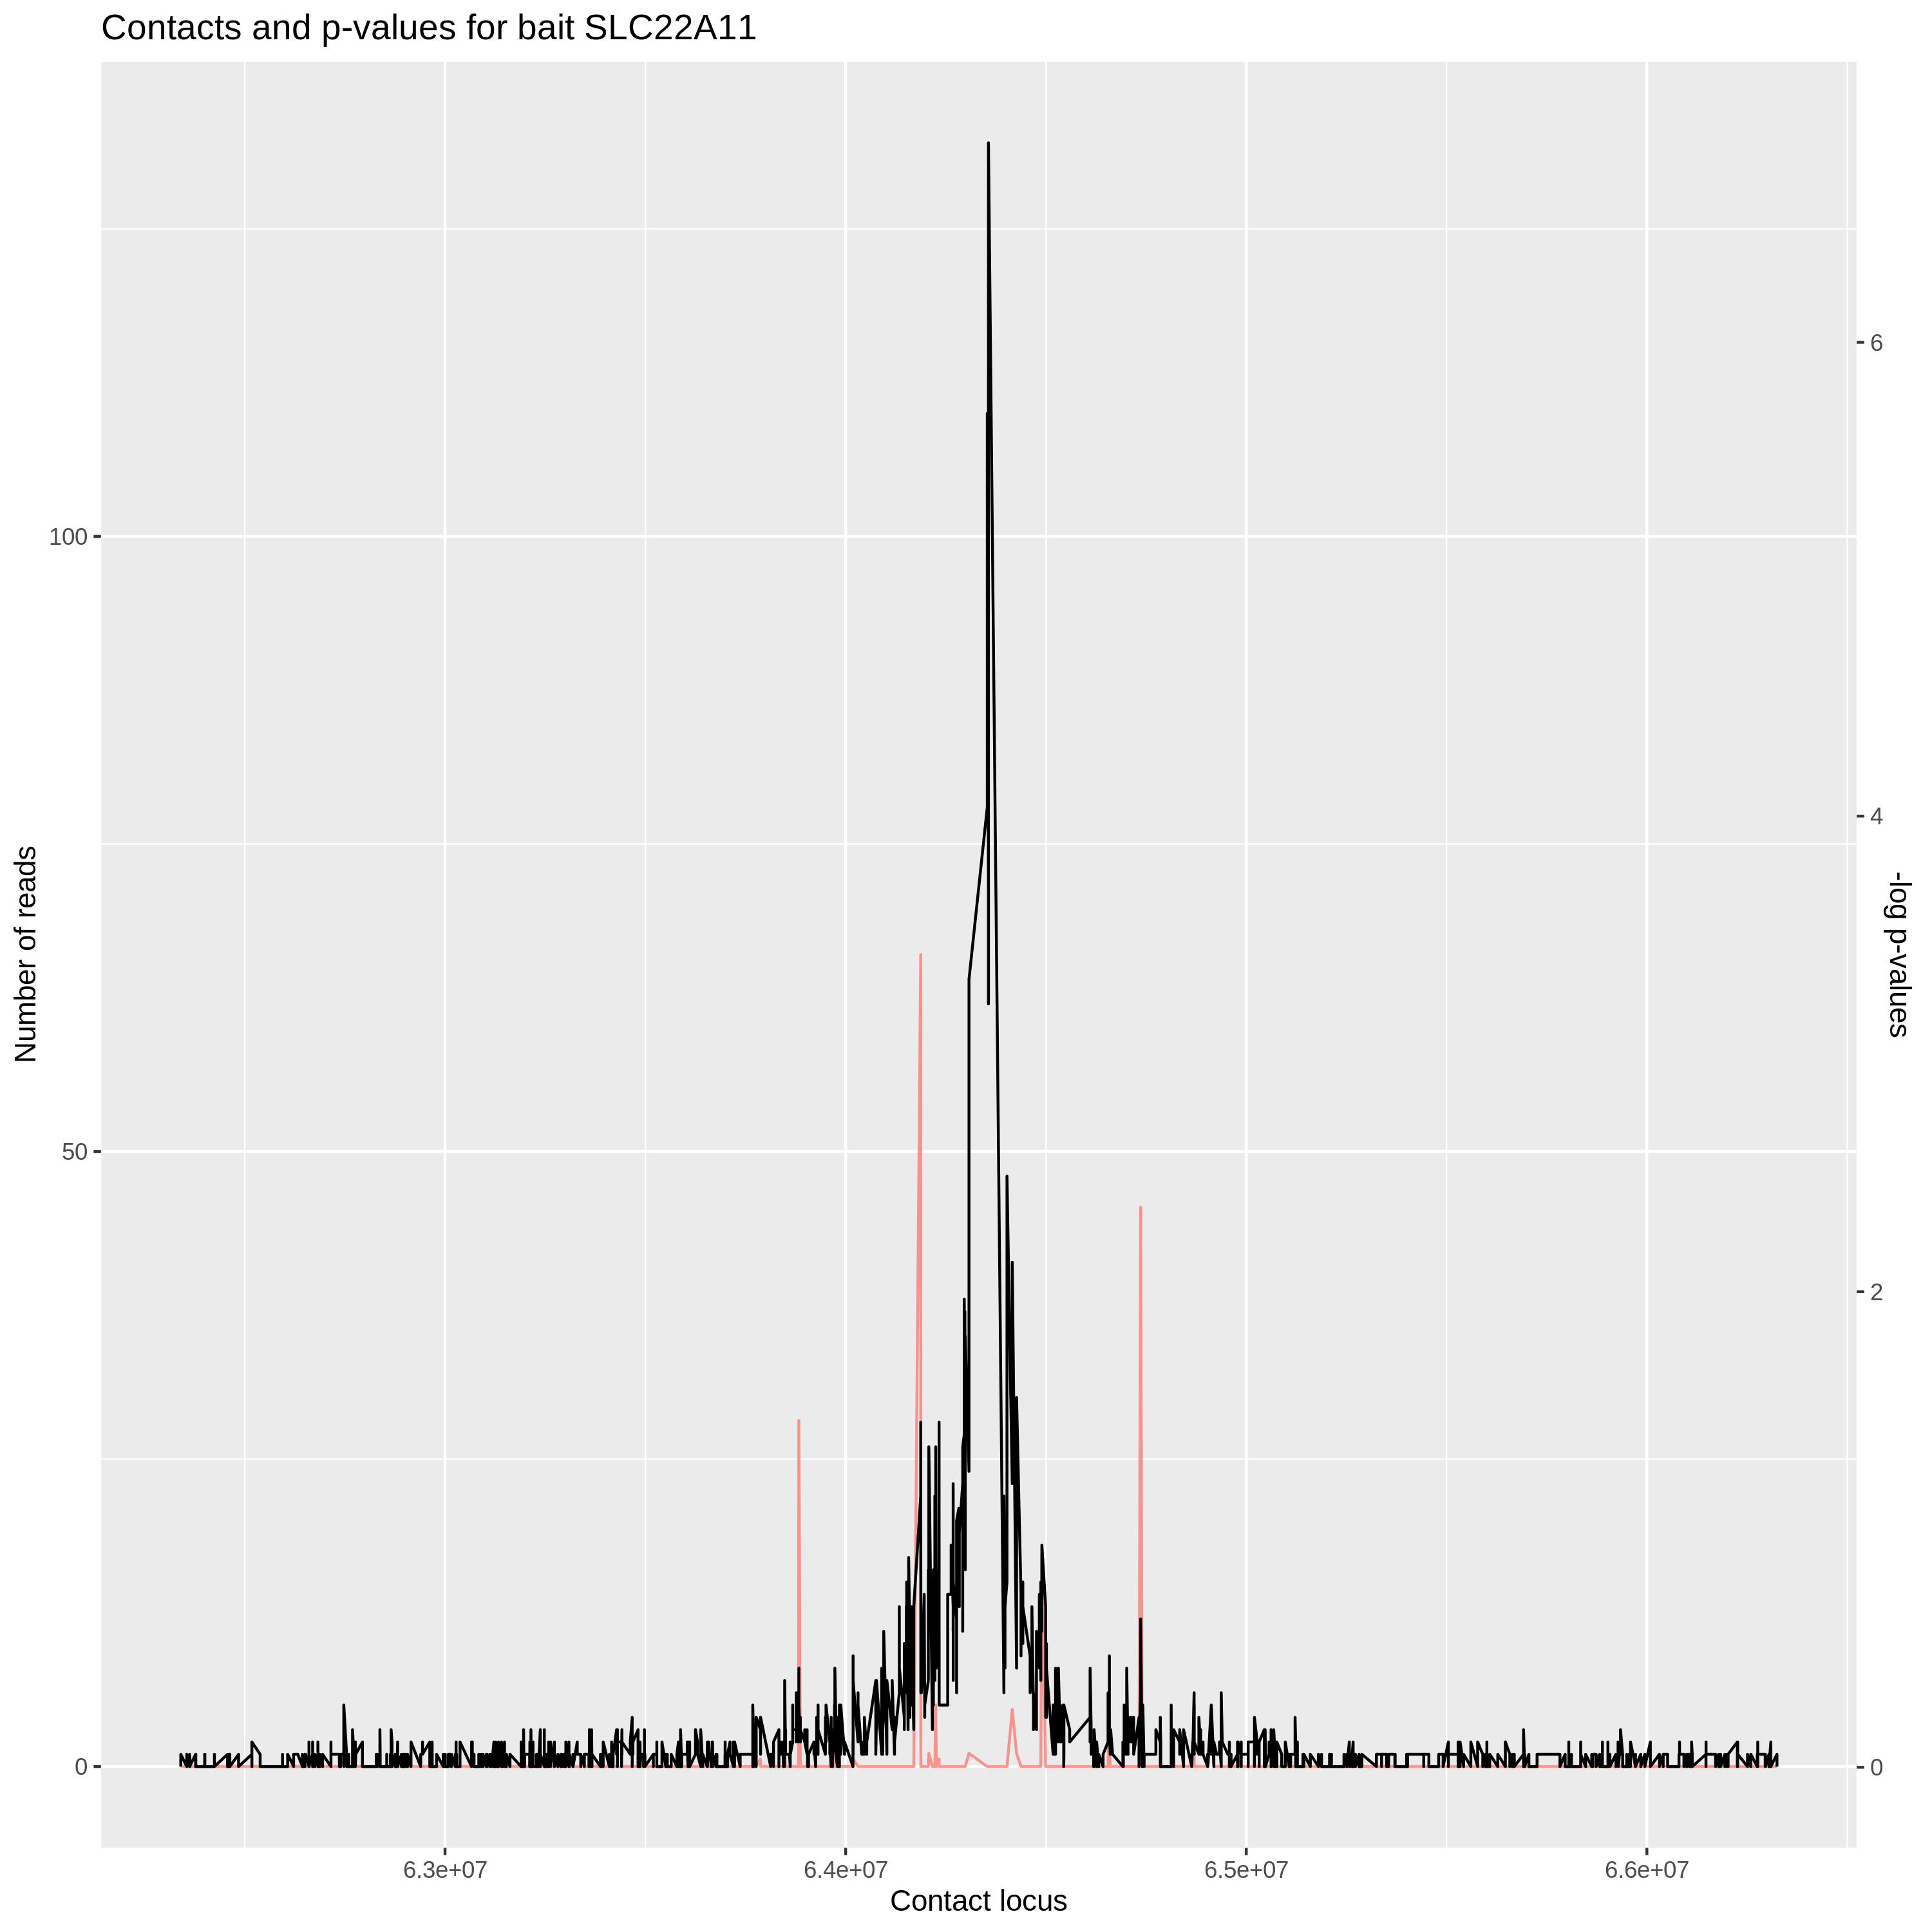 Contacts and p-values for bait SLC22A11
Number of reads
100
50
0
6
4
2
0
-log p-values
6.3e+07 6.4e+07 6.5e+07 6.6e+07
Contact locus